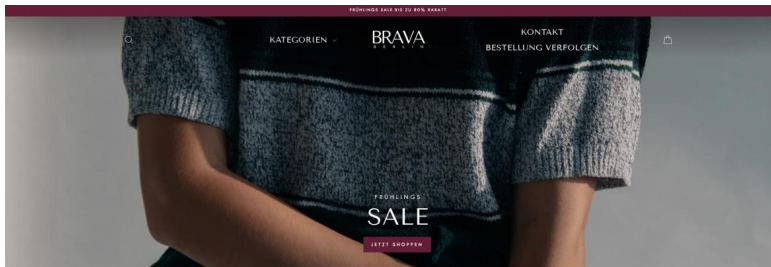 FRÜHLINGS SALE BIS ZU 80% RABATT
KATEGORIEN
BRAVA
BERLIN
KONTAKT
BESTELLUNG VERFOLGEN
FRÜHLINGS
SALE
JETZT SHOPPEN